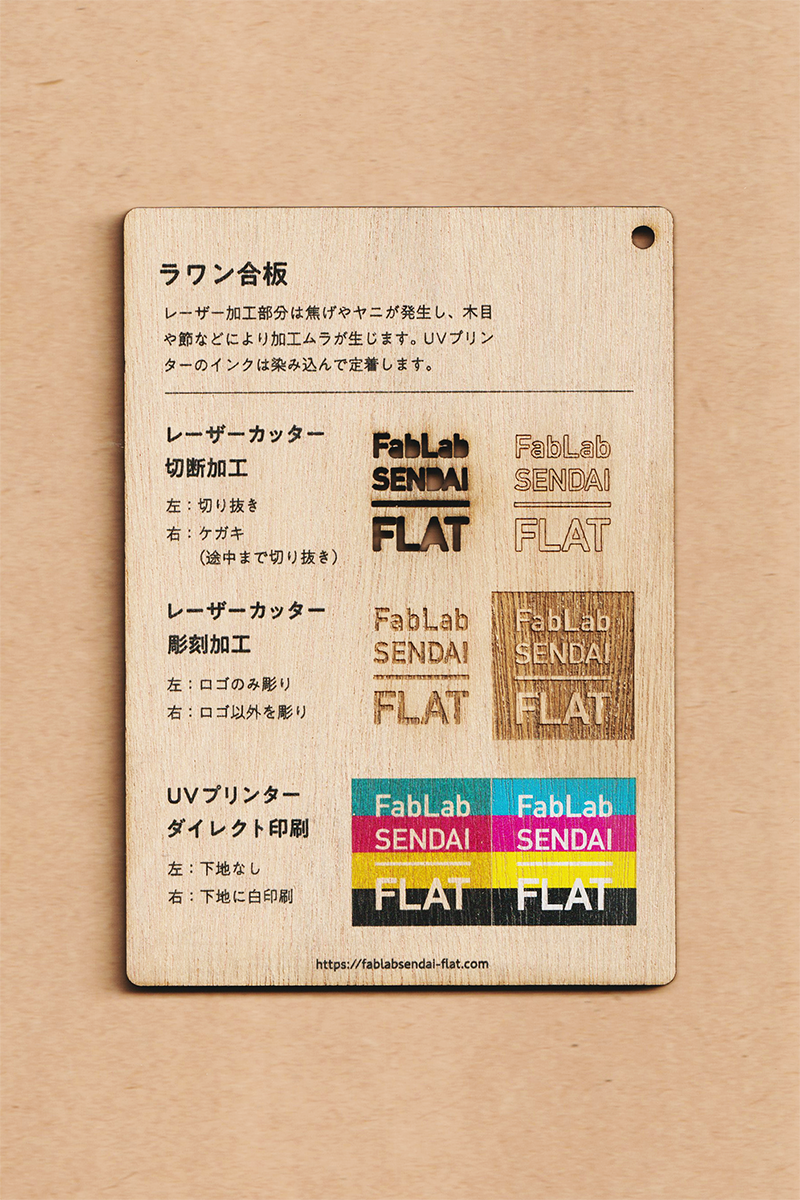 ラワン合板
レーザー加工部分は焦げやヤニが発生し、木目
や節などにより加工ムラが生じます。UVプリン
ターのインクは染み込んで定着します。
レーザーカッター
切断加工
左：切り抜き
右：ケガキ
（途中まで切り抜き）
FabLab
SENDAI
FLAT
FabLab
SENDAI
FLAT
レーザーカッター
彫刻加工
左：ロゴのみ彫り
右：ロゴ以外を彫り
FabLab
SENDAI
FLAT
FabLab
SENDAI
FLAT
UVプリンター
ダイレクト印刷
左：下地なし
右：下地に白印刷
FabLab
SENDAI
FLAT
FabLab
SENDAI
FLAT
https://fablabsendai-flat.com